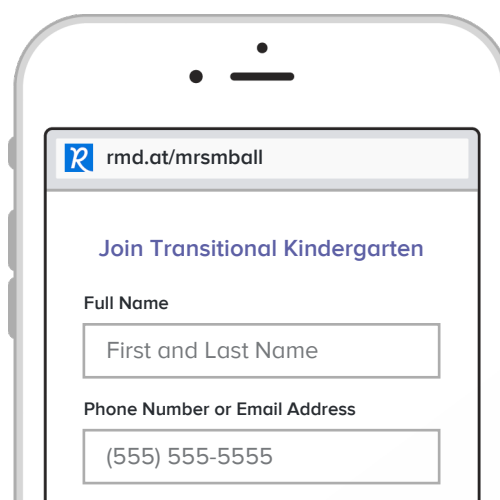 rmd.at/mrsmball
Join Transitional Kindergarten
Full Name
First and Last Name
Phone Number or Email Address
(555) 555-5555